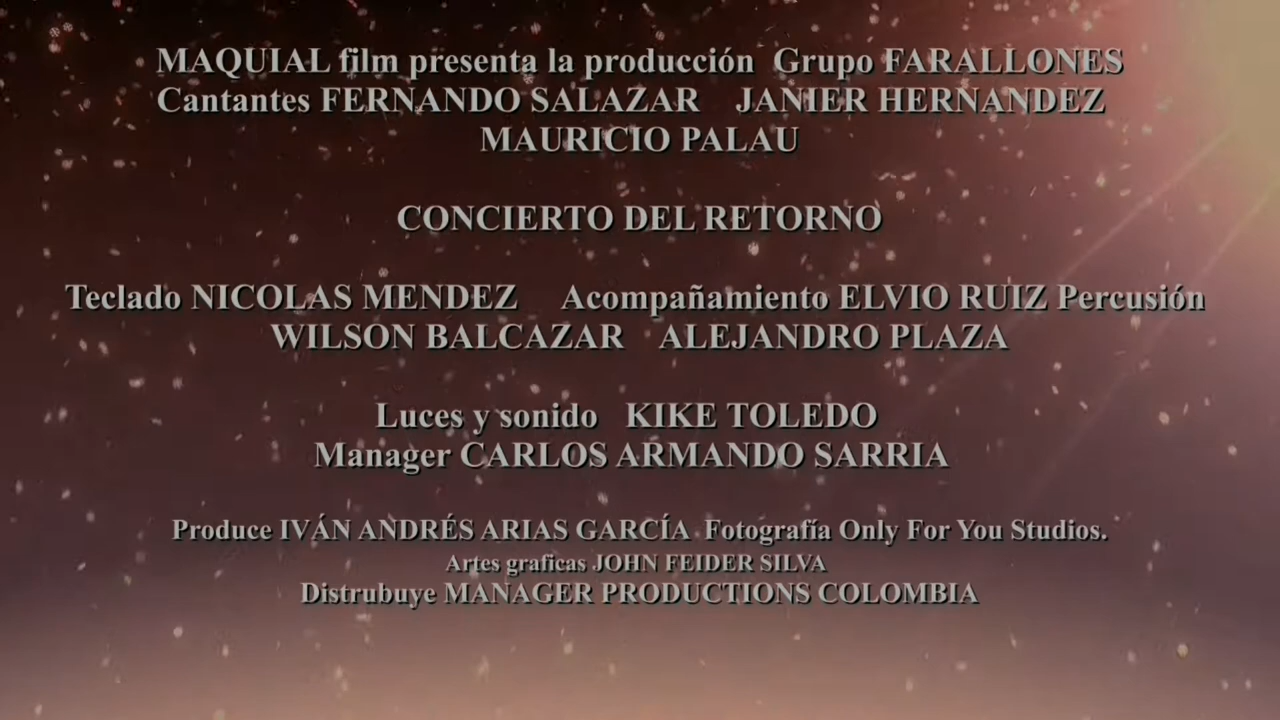 MAQUIAL film presenta la producción Grupo FARALLONES
Cantantes FERNANDO SALAZAR JANIER HERNANDEZ
MAURICIO PALAU
CONCIERTO DEL RETORNO
Teclado NICOLAS MENDEZ Acompañamiento ELVIO RUIZ Percusión
WILSON BALCAZAR ALEJANDRO PLAZA
Luces y sonido KIKE TOLEDO
Manager CARLOS ARMANDO SARRIA
Produce IVÁN ANDRÉS ARIAS GARCÍA Fotografía Only For You Studios.
Artes graficas JOHN FEIDER SILVA
Distrubuye MANAGER PRODUCTIONS COLOMBIA